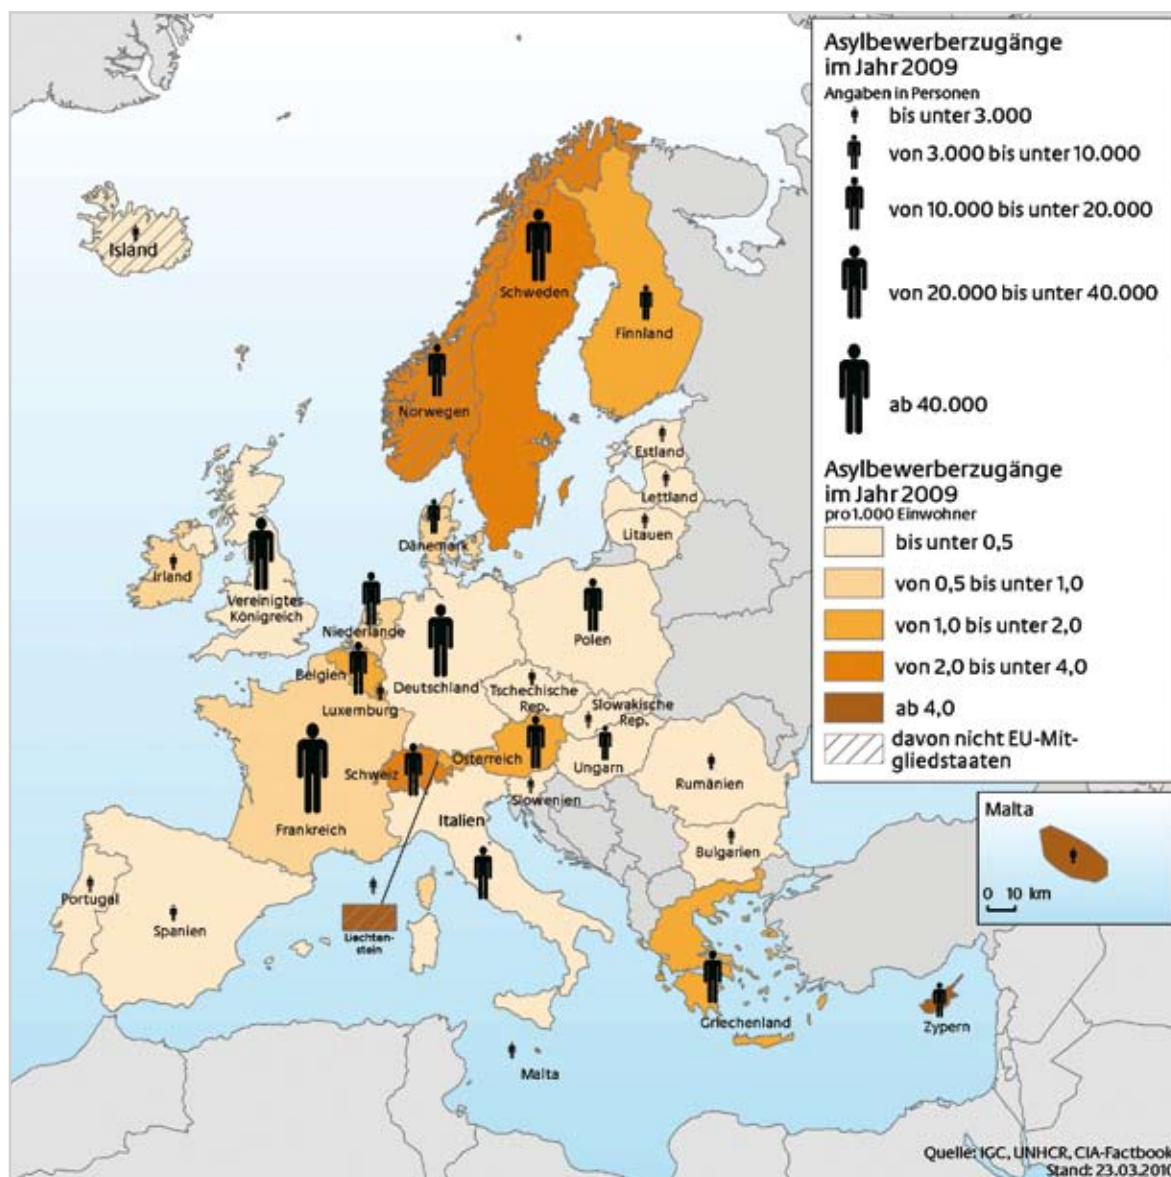 Asylbewerberzugänge
im Jahr 2009
Angaben in Personen
bis unter 3.000
von 3.000 bis unter 10.000
von 10.000 bis unter 20.000
von 20.000 bis unter 40.000
ab 40.000
Asylbewerberzugänge
im Jahr 2009
pro 1.000 Einwohner
bis unter 0,5
von 0,5 bis unter 1,0
von 1,0 bis unter 2,0
von 2,0 bis unter 4,0
ab 4,0
davon nicht EU-Mit-
gliedstaaten
Island
Schweden
Finnland
Norwegen
Estland
Lettland
Litauen
Dänemark
Irland
Vereinigtes
Königreich
Niederlande
Polen
Belgien
Deutschland
Tschechische
Rep.
Luxemburg
Slowakische
Rep.
Österreich
Ungarn
Schweiz
Rumänien
Slowenien
Frankreich
Italien
Bulgarien
Portugal
Spanien
Liechten-
stein
Griechenland
Zypern
Malta
Malta
0 10 km
Quelle: IGC, UNHCR, CIA-Factbook
Stand: 23.03.2010